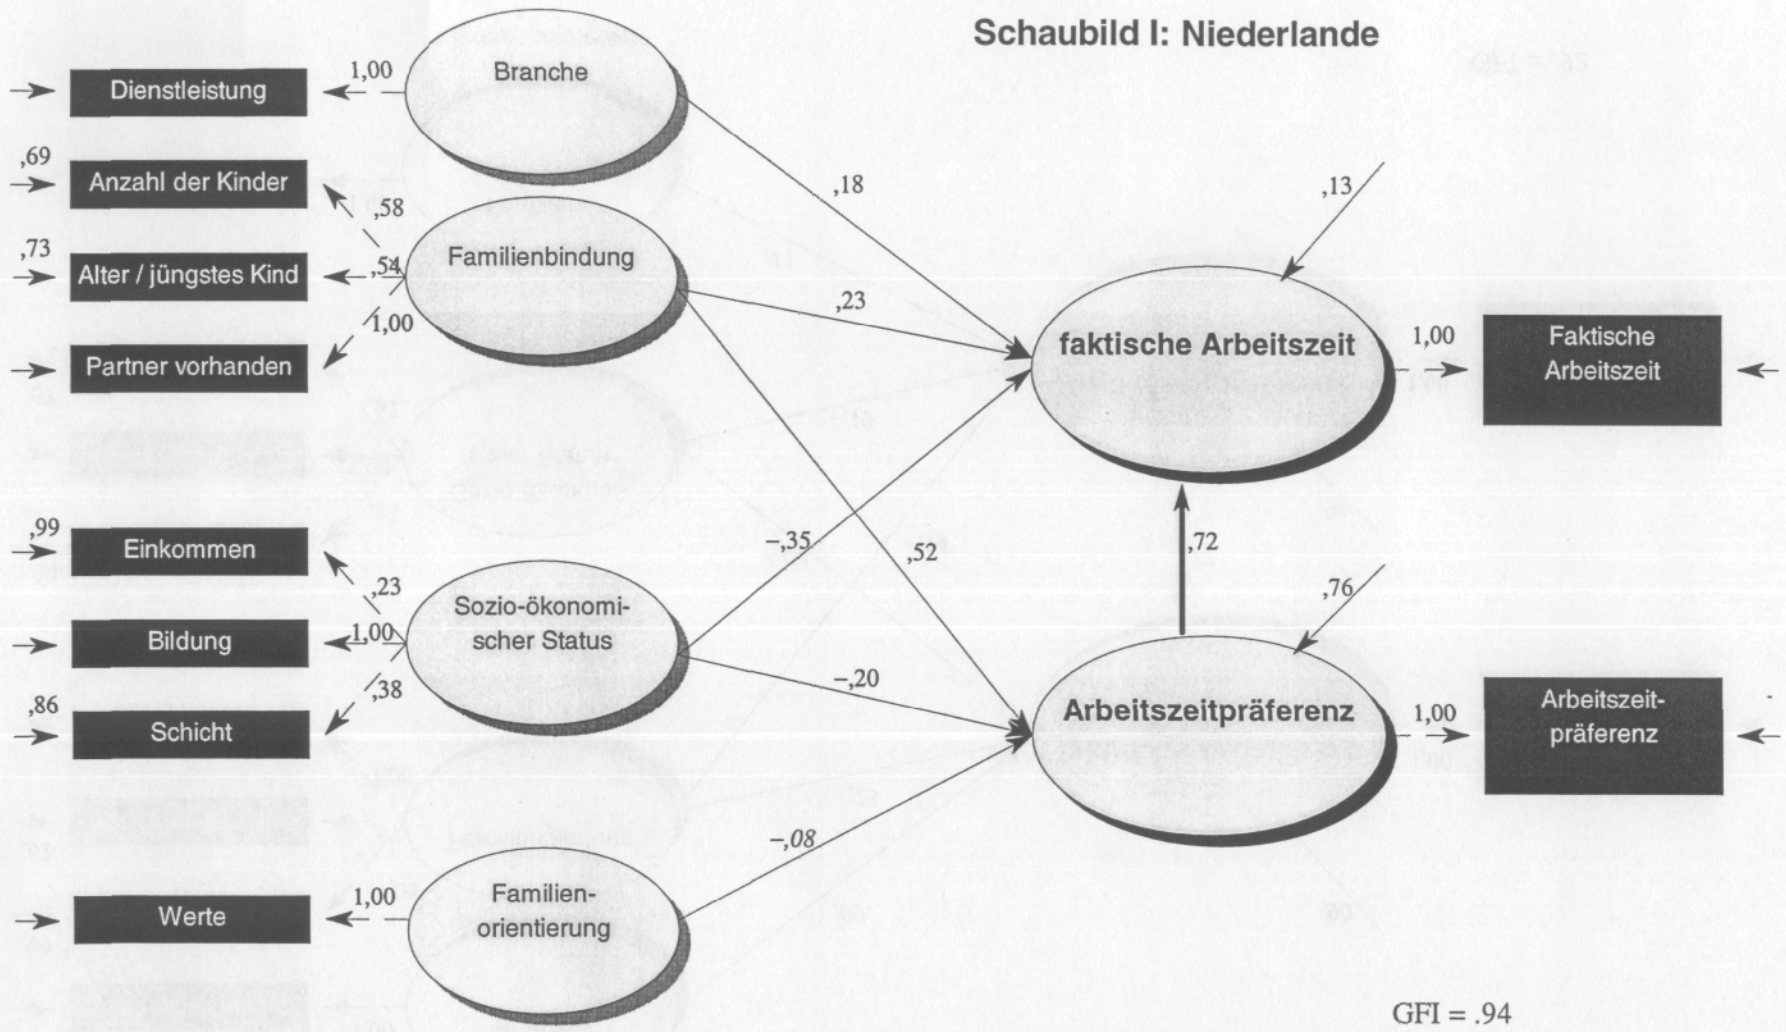 Schaubild I: Niederlande
Dienstleistung
1,00
Branche
,69
Anzahl der Kinder
,58
,18
,13
,73
Alter / jüngstes Kind
,54
Familienbindung
,23
1,00
Partner vorhanden
faktische Arbeitszeit
1,00
Faktische
Arbeitszeit
,99
Einkommen
,23
-,35
,52
,72
Bildung
1,00
Sozio-ökonomi-
scher Status
,76
,86
Schicht
,38
-,20
Arbeitszeitpräferenz
1,00
Arbeitszeit-
präferenz
-,08
Werte
1,00
Familien-
orientierung
GFI = .94